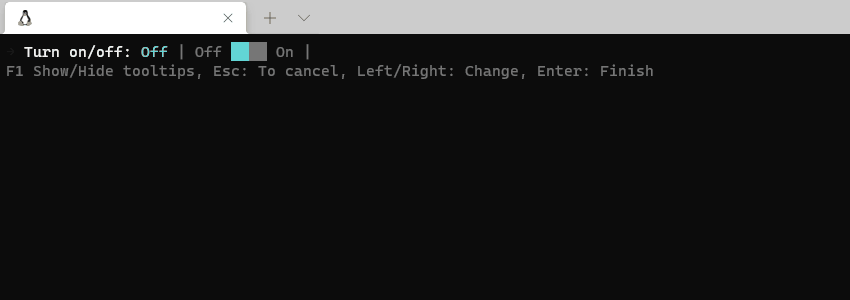 Turn on/off: Off | Off On |
F1 Show/Hide tooltips, Esc: To cancel, Left/Right: Change, Enter: Finish